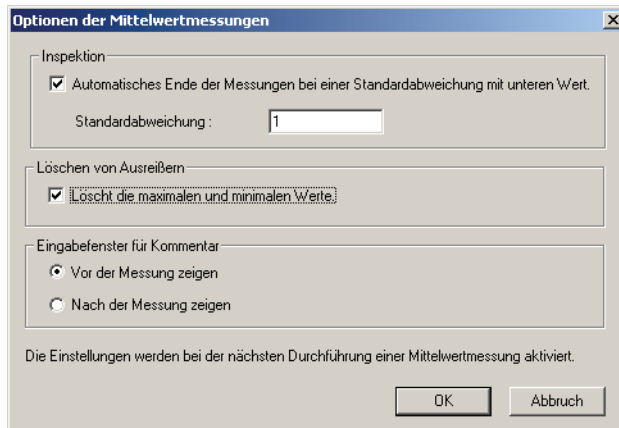 Optionen der Mittelwertmessungen
Inspektion
Automatisches Ende der Messungen bei einer Standardabweichung mit unteren Wert.
Standardabweichung :
1
Löschen von Ausreißern
Löscht die maximalen und minimalen Werte.
Eingabefenster für Kommentar
Vor der Messung zeigen
Nach der Messung zeigen
Die Einstellungen werden bei der nächsten Durchführung einer Mittelwertmessung aktiviert.
OK
Abbruch